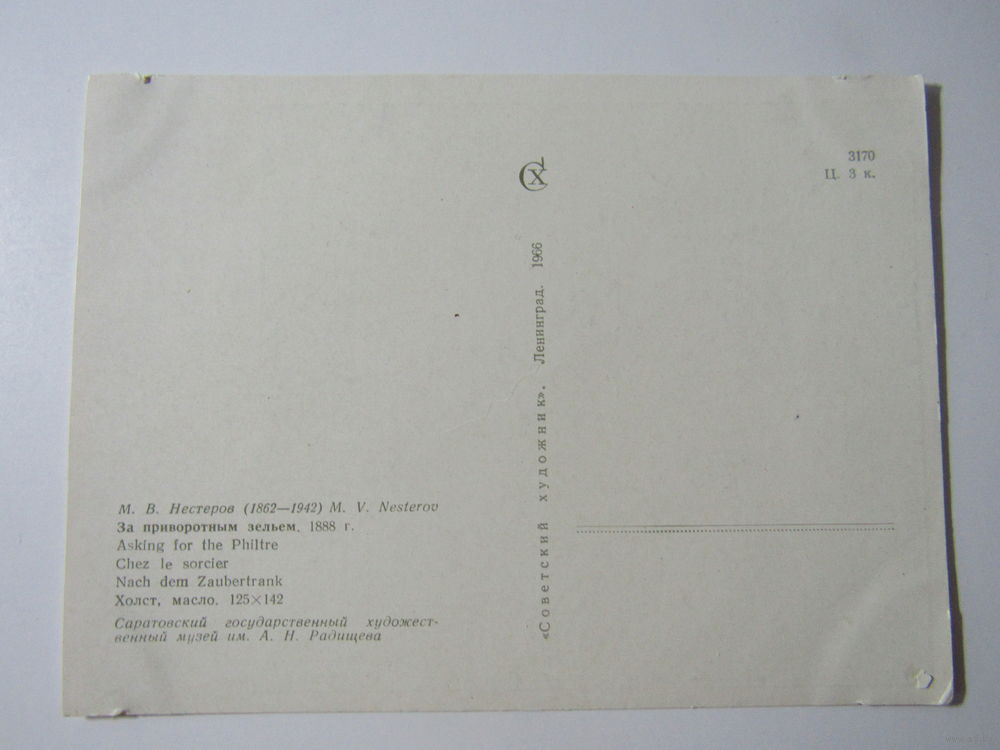 М. В. Нестеров (1862—1942) M. V. Nesterov
За приворотным зельем. 1888 г.
Asking for the Philtre
Chez le sorcier
Nach dem Zaubertrank
Холст, масло. 125×142
Саратовский государственный художест-
венный музей им. А. Н. Радищева
«Советский художник». Ленинград. 1966
СХ
3170
Ц. 3 к.